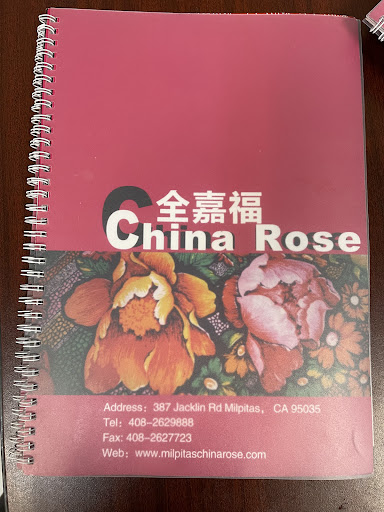 全嘉福
China Rose
Address：387 Jacklin Rd Milpitas， CA 95035
Tel：408-2629888
Fax: 408-2627723
Web：www.milpitaschinarose.com